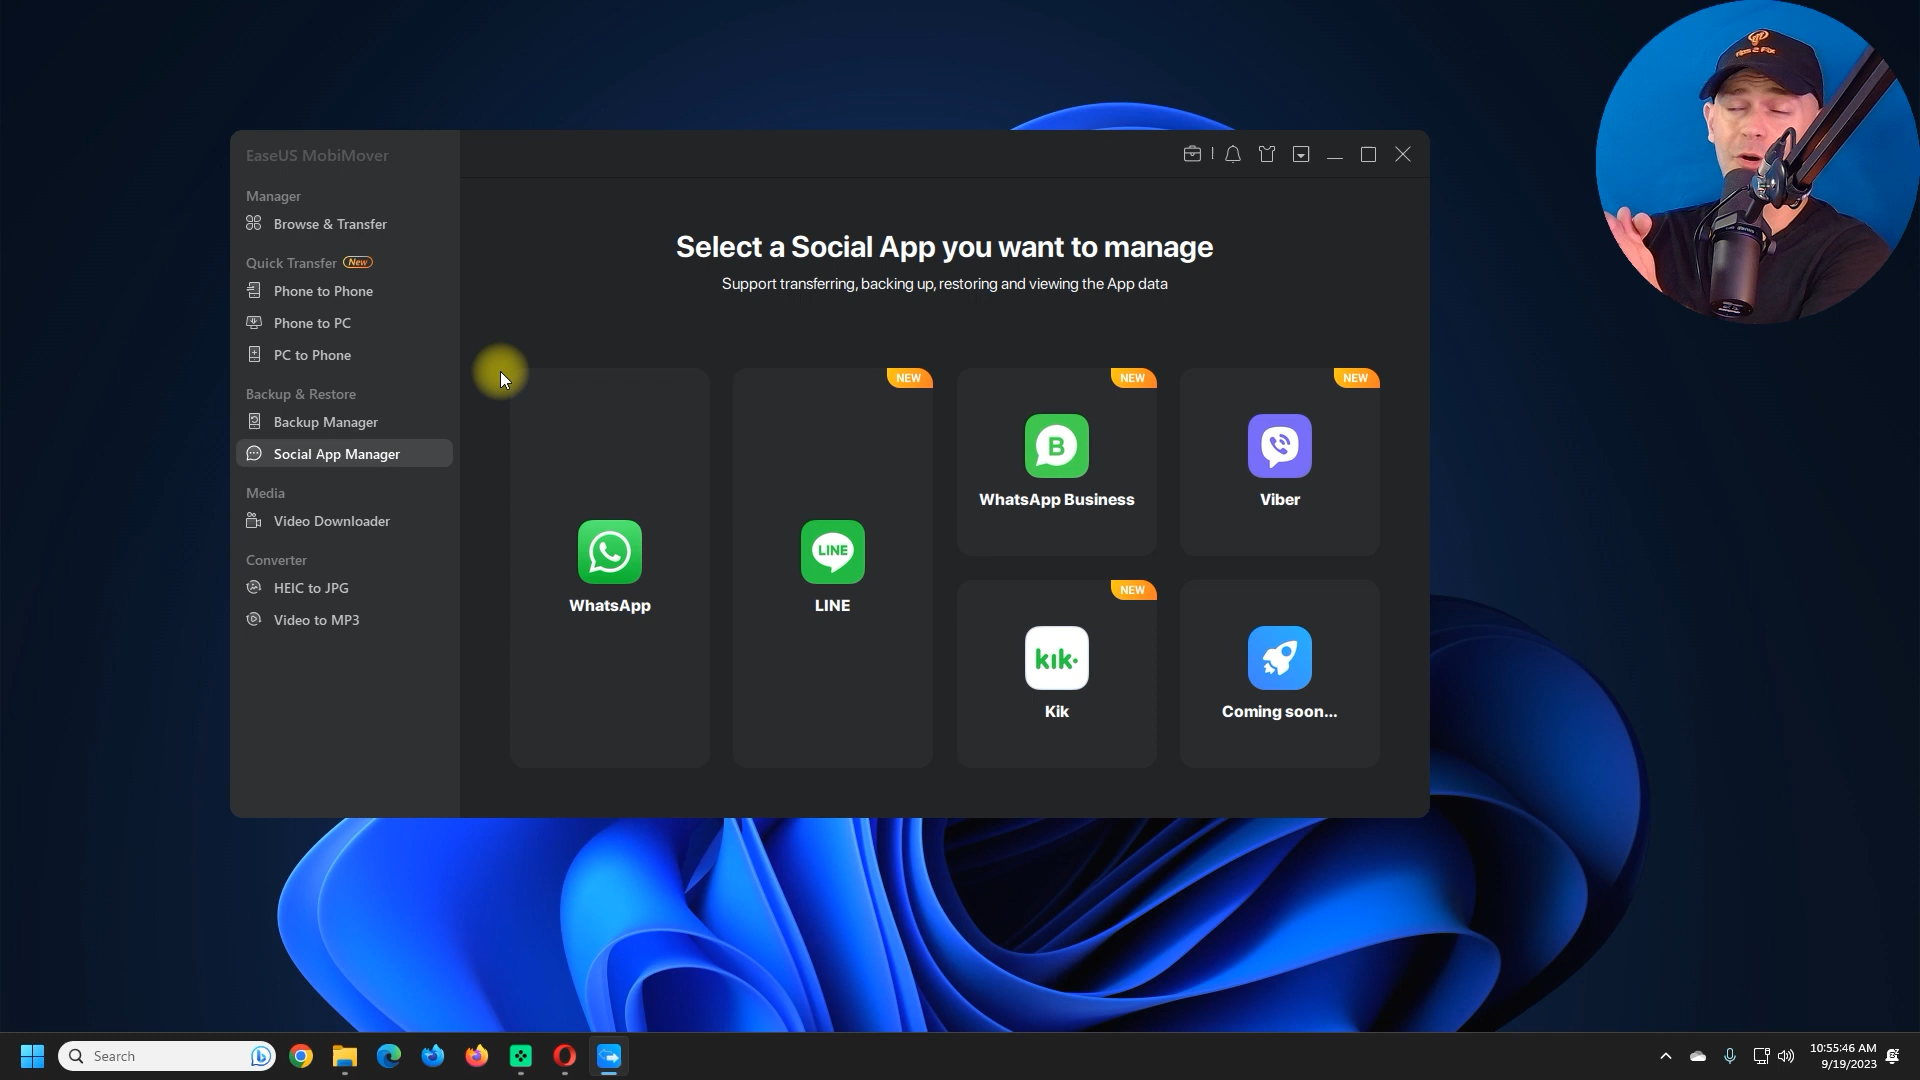 EaseUS MobiMover
Manager
Browse & Transfer
Quick Transfer New
Phone to Phone
Phone to PC
PC to Phone
Backup & Restore
Backup Manager
Social App Manager
Media
Video Downloader
Converter
HEIC to JPG
Video to MP3
Select a Social App you want to manage
Support transferring, backing up, restoring and viewing the App data
WhatsApp
NEW
LINE
LINE
NEW
B
WhatsApp Business
NEW
Viber
NEW
kik.
Kik
Coming soon...
Search
10:55:46 AM
9/19/2023